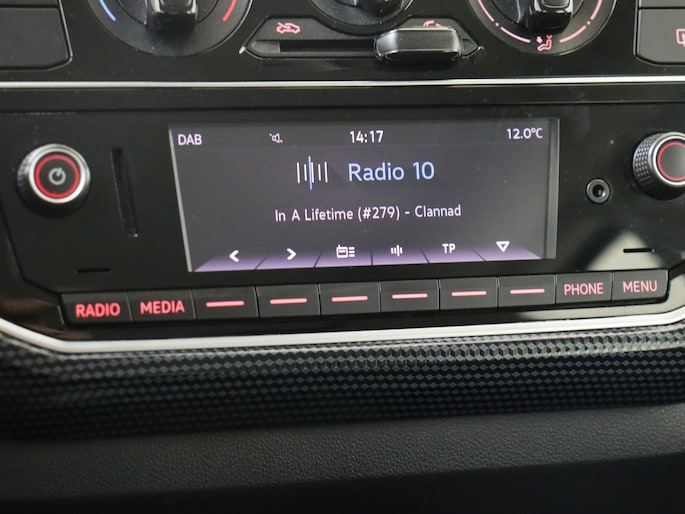 DAB 14:17 12.0°C
Radio 10
In A Lifetime (#279) - Clannad
TP
RADIO MEDIA PHONE MENU